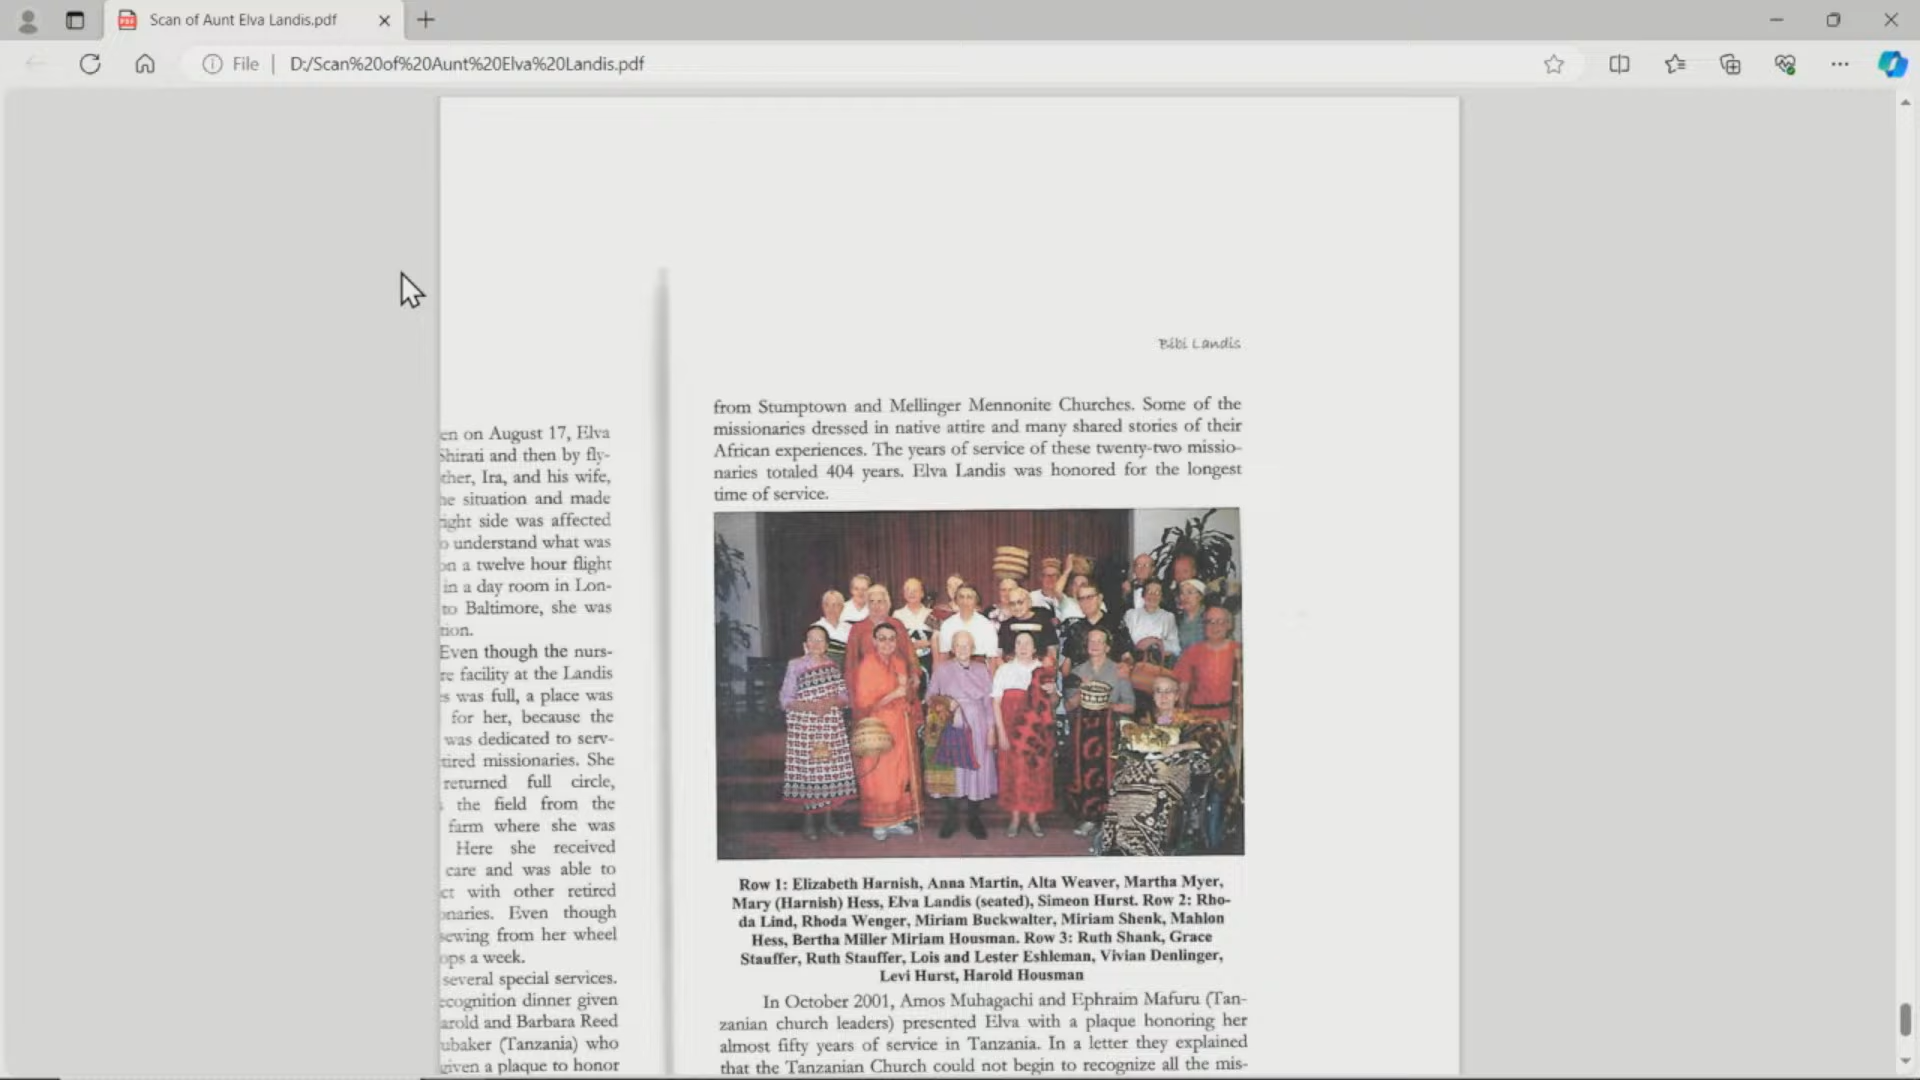 Scan of Aunt Elva Landis.pdf
File
D:/Scan%20of%20Aunt%20Elva%20Landis.pdf
en on August 17, Elva
Shirati and then by fly-
ther, Ira, and his wife,
he situation and made
ight side was affected
o understand what was
on a twelve hour flight
in a day room in Lon-
to Baltimore, she was
tion.
Even though the nurs-
re facility at the Landis
s was full, a place was
for her, because the
was dedicated to serv-
tired missionaries. She
returned full circle,
the field from the
farm where she was
Here she received
care and was able to
ct with other retired
onaries. Even though
sewing from her wheel
ops a week.
several special services.
ecognition dinner given
arold and Barbara Reed
ubaker (Tanzania) who
given a plaque to honor
Bibi Landis
from Stumptown and Mellinger Mennonite Churches. Some of the
missionaries dressed in native attire and many shared stories of their
African experiences. The years of service of these twenty-two missio-
naries totaled 404 years. Elva Landis was honored for the longest
time of service.
Row 1: Elizabeth Harnish, Anna Martin, Alta Weaver, Martha Myer,
Mary (Harnish) Hess, Elva Landis (seated), Simeon Hurst. Row 2: Rho-
da Lind, Rhoda Wenger, Miriam Buckwalter, Miriam Shenk, Mahlon
Hess, Bertha Miller Miriam Housman. Row 3: Ruth Shank, Grace
Stauffer, Ruth Stauffer, Lois and Lester Eshleman, Vivian Denlinger,
Levi Hurst, Harold Housman
In October 2001, Amos Muhagachi and Ephraim Mafuru (Tan-
zanian church leaders) presented Elva with a plaque honoring her
almost fifty years of service in Tanzania. In a letter they explained
that the Tanzanian Church could not begin to recognize all the mis-